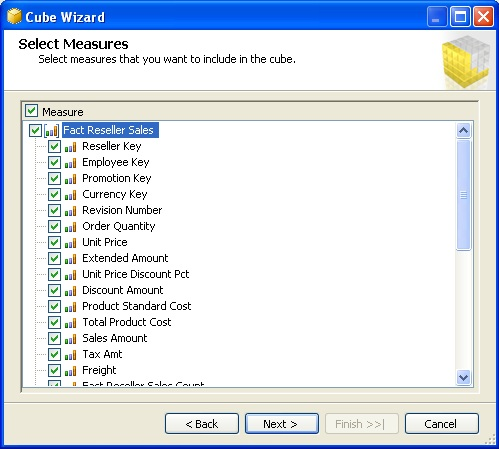 Cube Wizard
Select Measures
Select measures that you want to include in the cube.
Measure
Fact Reseller Sales
Reseller Key
Employee Key
Promotion Key
Currency Key
Revision Number
Order Quantity
Unit Price
Extended Amount
Unit Price Discount Pct
Discount Amount
Product Standard Cost
Total Product Cost
Sales Amount
Tax Amt
Freight
Fact Reseller Sales Count
< Back Next > Finish >>| Cancel